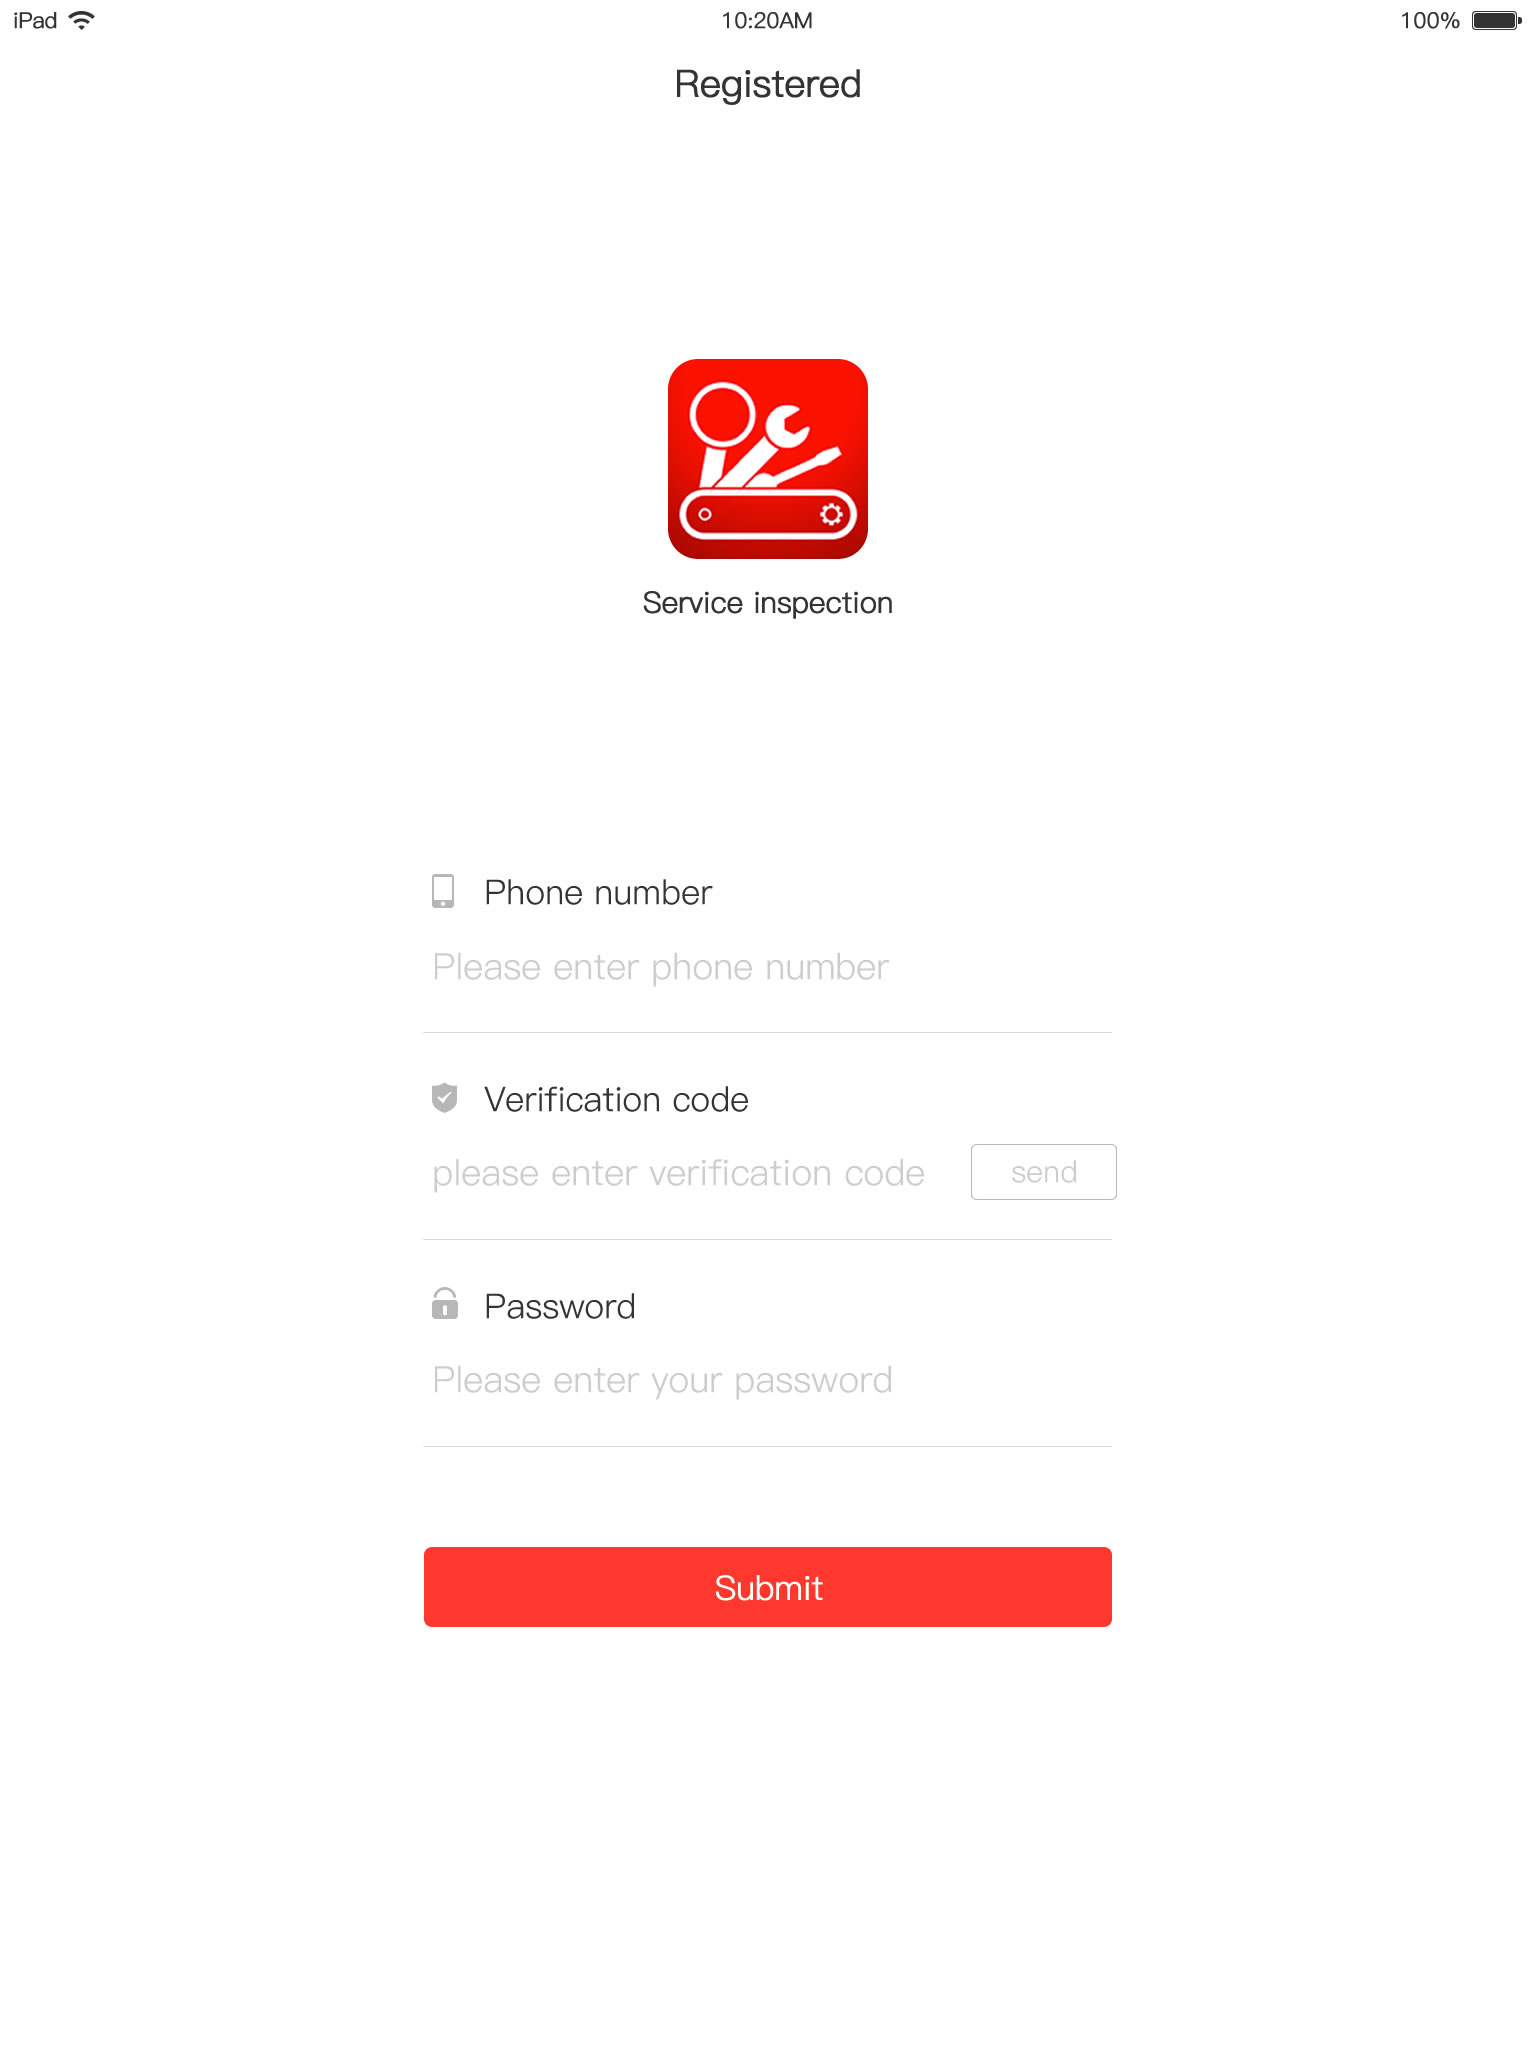 iPad 10:20AM 100%
Registered
Service inspection
Phone number
Please enter phone number
Verification code
please enter verification code send
Password
Please enter your password
Submit